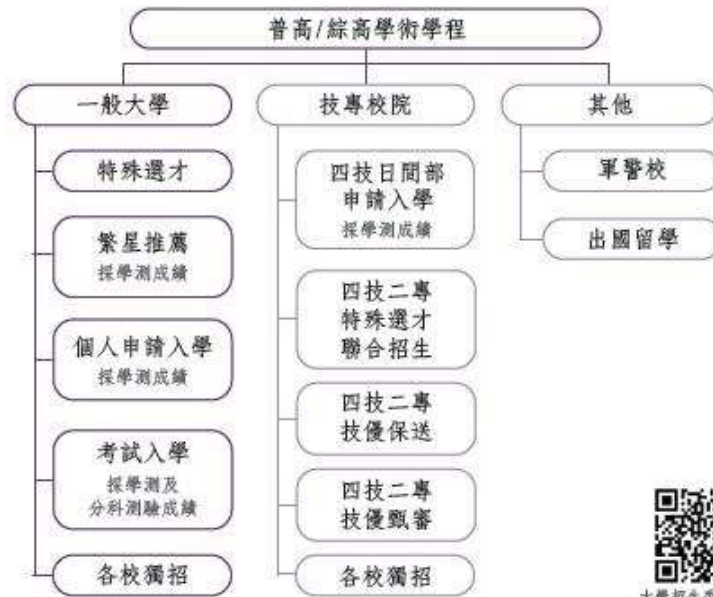 普高/綜高學術學程
一般大學
特殊選才
繁星推薦
採學測成績
個人申請入學
採學測成績
考試入學
採學測及
分科測驗成績
各校獨招
技專校院
四技日間部
申請入學
採學測成績
四技二專
特殊選才
聯合招生
四技二專
技優保送
四技二專
技優甄審
各校獨招
其他
軍警校
出國留學
大學招生